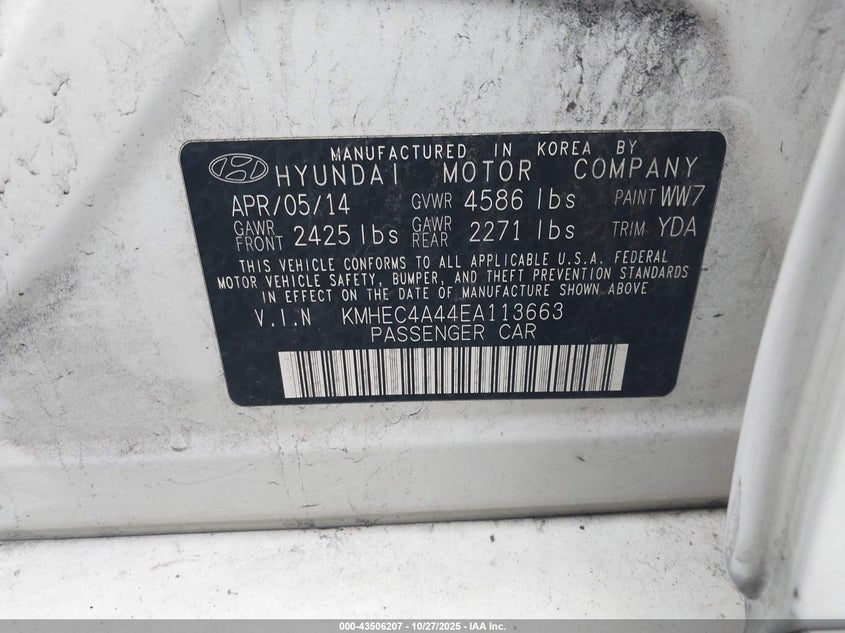 MANUFACTURED IN KOREA BY
HYUNDAI MOTOR COMPANY
APR/05/14 GVWR 4586 lbs PAINT WW7
GAWR FRONT 2425 lbs GAWR REAR 2271 lbs TRIM YDA
THIS VEHICLE CONFORMS TO ALL APPLICABLE U.S.A. FEDERAL
MOTOR VEHICLE SAFETY, BUMPER, AND THEFT PREVENTION STANDARDS
IN EFFECT ON THE DATE OF MANUFACTURE SHOWN ABOVE
V.I.N KMHEC4A44EA113663
PASSENGER CAR
000-43506207 - 10/27/2025 - IAA Inc.